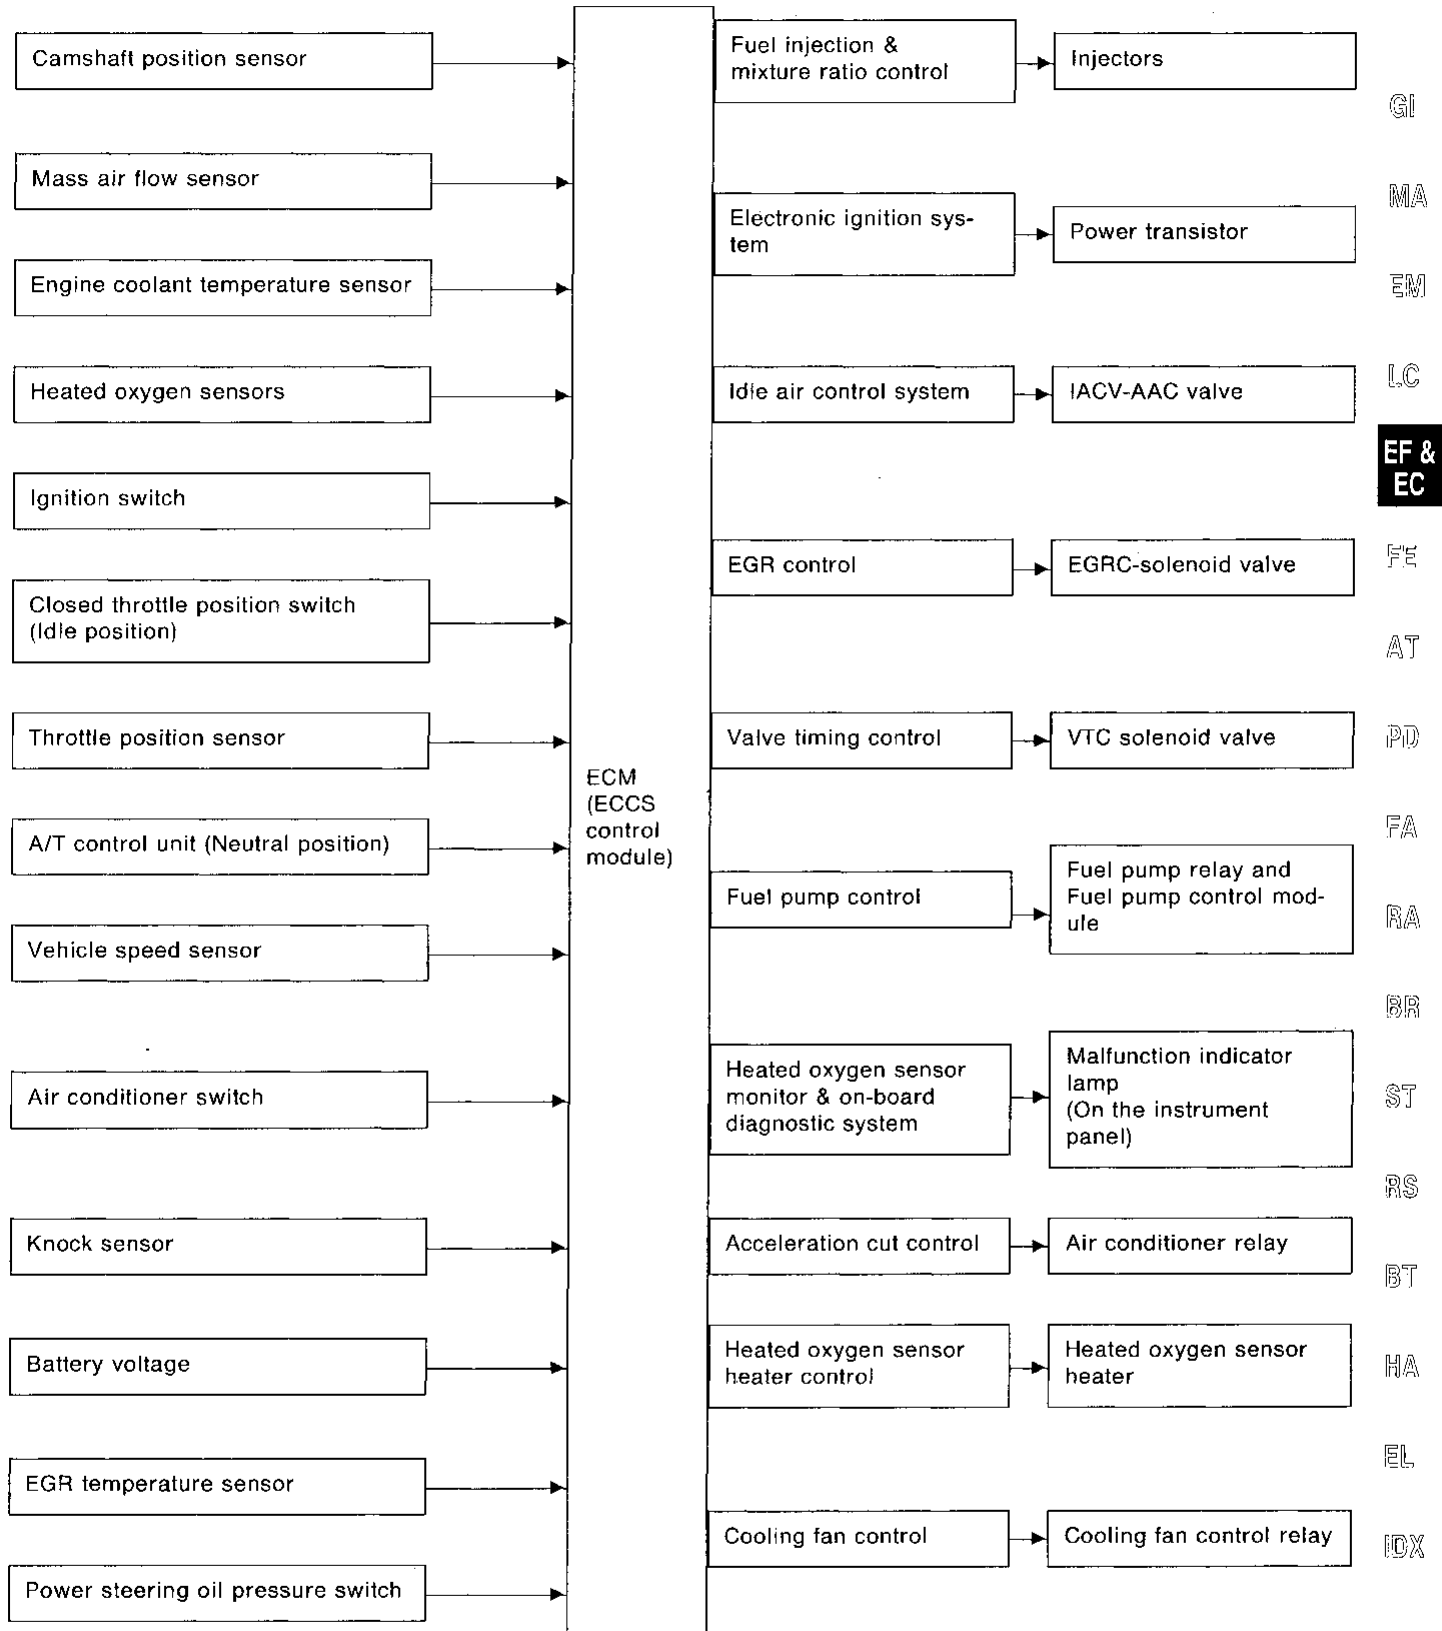 Camshaft position sensor
Mass air flow sensor
Engine coolant temperature sensor
Heated oxygen sensors
Ignition switch
Closed throttle position switch
(Idle position)
Throttle position sensor
A/T control unit (Neutral position)
Vehicle speed sensor
Air conditioner switch
Knock sensor
Battery voltage
EGR temperature sensor
Power steering oil pressure switch
ECM
(ECCS
control
module)
Fuel injection &
mixture ratio control
Injectors
Electronic ignition sys-
tem
Power transistor
Idle air control system
IACV-AAC valve
EGR control
EGRC-solenoid valve
Valve timing control
VTC solenoid valve
Fuel pump control
Fuel pump relay and
Fuel pump control mod-
ule
Heated oxygen sensor
monitor & on-board
diagnostic system
Malfunction indicator
lamp
(On the instrument
panel)
Acceleration cut control
Air conditioner relay
Heated oxygen sensor
heater control
Heated oxygen sensor
heater
Cooling fan control
Cooling fan control relay
GI
MA
EM
LC
EF &
EC
FE
AT
PD
FA
RA
BR
ST
RS
BT
HA
EL
IDX